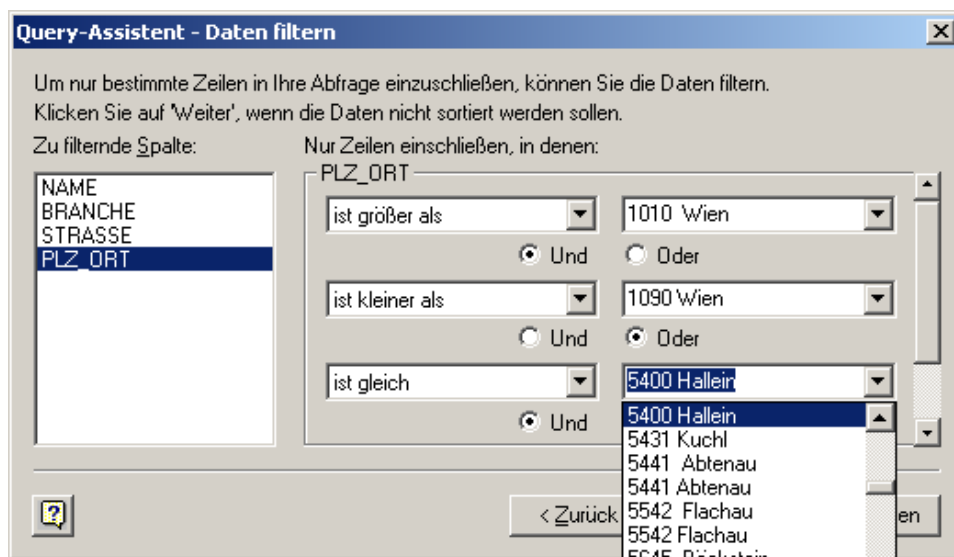 Query-Assistent - Daten filtern
Um nur bestimmte Zeilen in Ihre Abfrage einzuschließen, können Sie die Daten filtern.
Klicken Sie auf 'Weiter', wenn die Daten nicht sortiert werden sollen.
Zu filternde Spalte:
Nur Zeilen einschließen, in denen:
NAME
BRANCHE
STRASSE
PLZ_ORT
PLZ_ORT
ist größer als
1010  Wien
Und
Oder
ist kleiner als
1090 Wien
Und
Oder
ist gleich
5400 Hallein
Und
5400 Hallein
5431 Kuchl
5441  Abtenau
5441 Abtenau
5542  Flachau
5542 Flachau
< Zurück
en